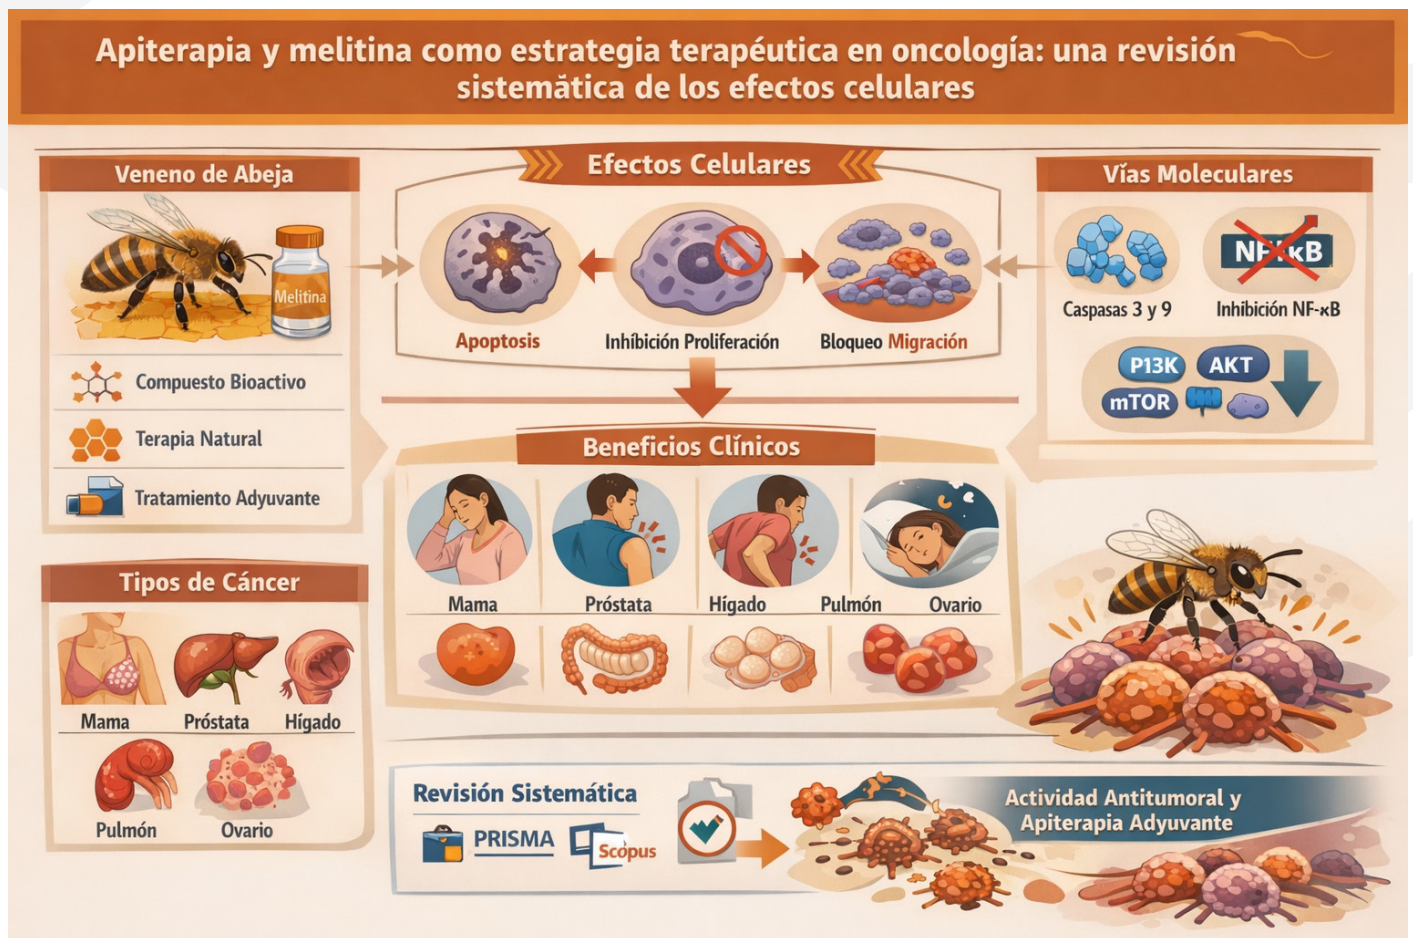 Apiterapia y melitina como estrategia terapéutica en oncología: una revisión
sistemătica de los efectos celulares
Veneno de Abeja
Melitina
Compuesto Bioactivo
Terapia Natural
Tratamiento Adyuvante
Efectos Celulares
Apoptosis
Inhíbición Proliferación
Bloqueo Migración
Vías Moleculares
NF-κB
Caspasas 3 y 9
Inhibición NF-κB
P13K
AKT
mTOR
Beneficios Clínicos
Mama
Próstata
Hígado
Pulmón
Ovario
Tipos de Cáncer
Mama
Próstata
Hígado
Pulmón
Ovario
Revisión Sistemática
PRISMA
Scopus
Actividad Antitumoral y
Apiterapia Adyuvante